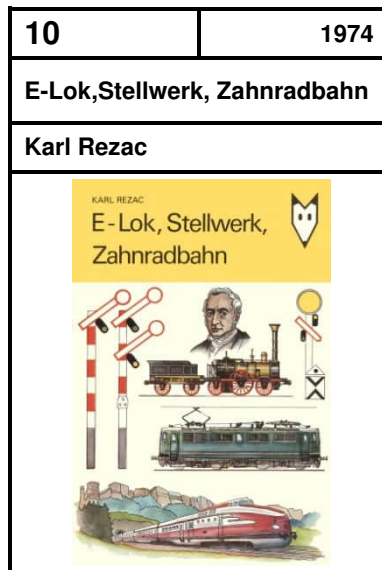 10 1974
E-Lok,Stellwerk, Zahnradbahn
Karl Rezac
KARL REZAC
E-Lok, Stellwerk,
Zahnradbahn